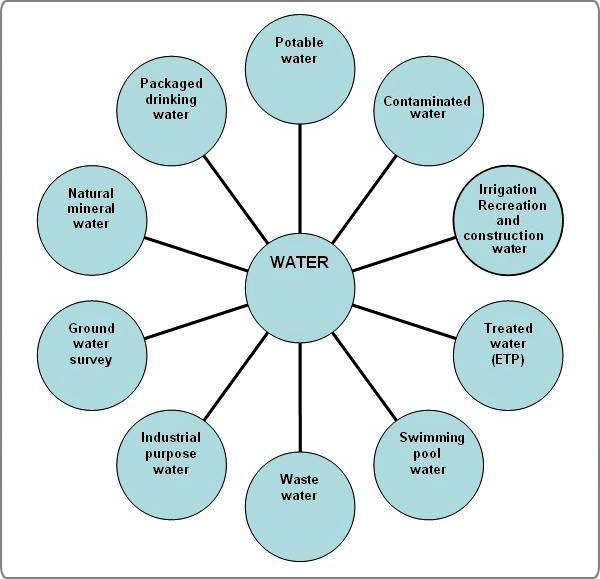 Potable
water
Contaminated
water
Irrigation
Recreation
and
construction
water
Treated
water
(ETP)
Swimming
pool
water
Waste
water
Industrial
purpose
water
Ground
water
survey
Natural
mineral
water
Packaged
drinking
water
WATER